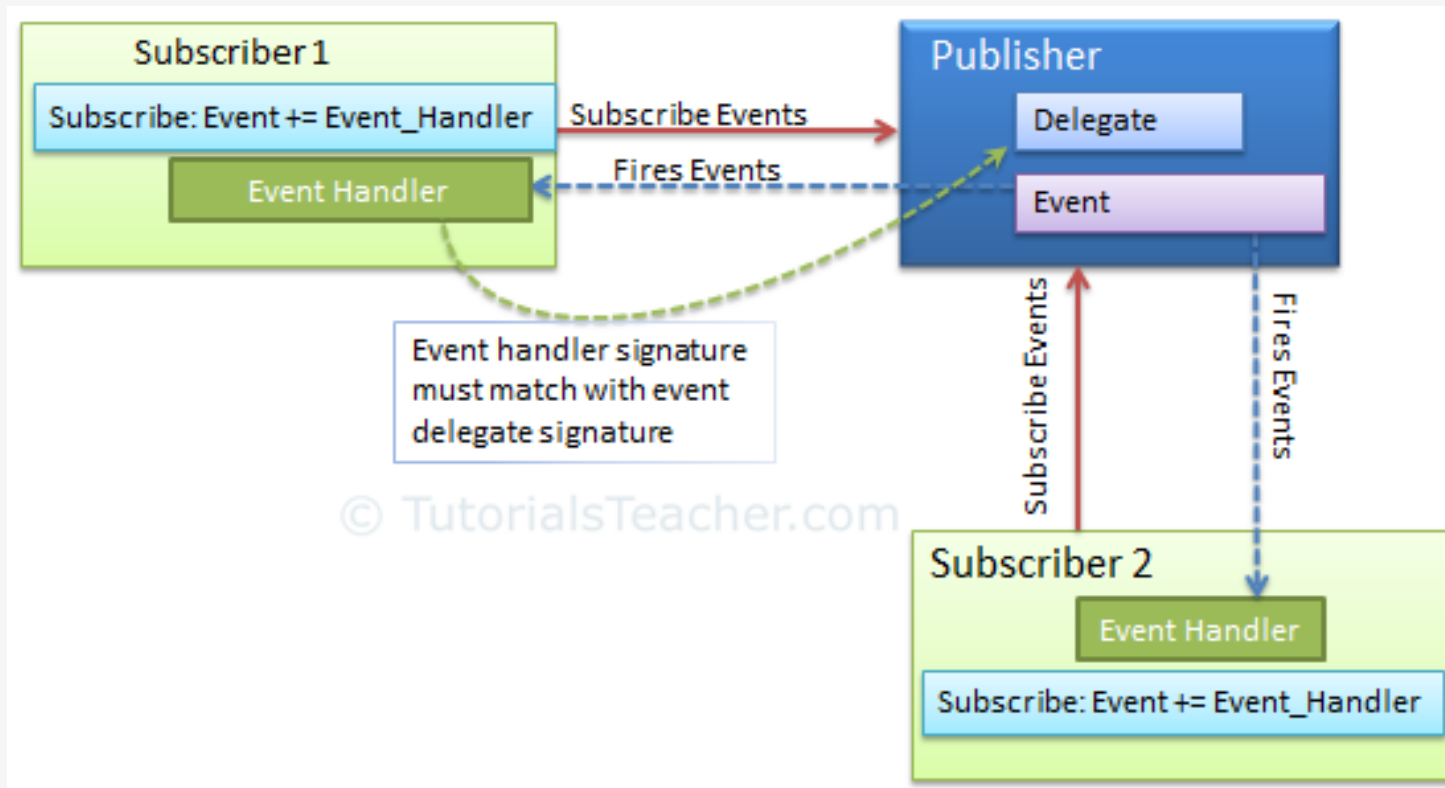 Subscriber 1
Subscribe: Event += Event_Handler
Event Handler
Subscribe Events
Fires Events
Publisher
Delegate
Event
Event handler signature
must match with event
delegate signature
Subscribe Events
Fires Events
© TutorialsTeacher.com
Subscriber 2
Event Handler
Subscribe: Event += Event_Handler